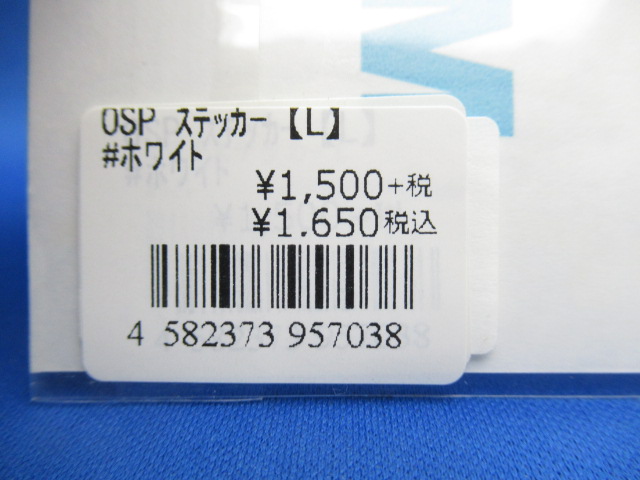 M
OSP ステッカー【L】
#ホワイト
¥1,500+税
¥1.650税込
4 582373 957038